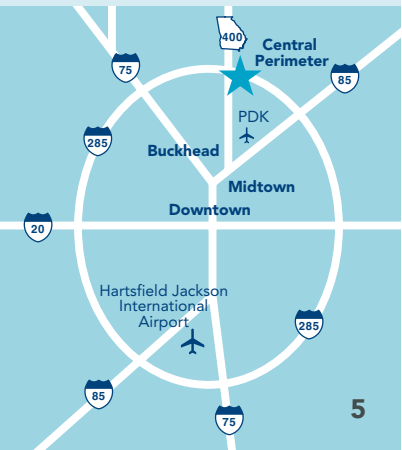 400
Central
Perimeter
75
85
PDK
285
Buckhead
Midtown
Downtown
20
Hartsfield Jackson
International
Airport
285
85
75
5